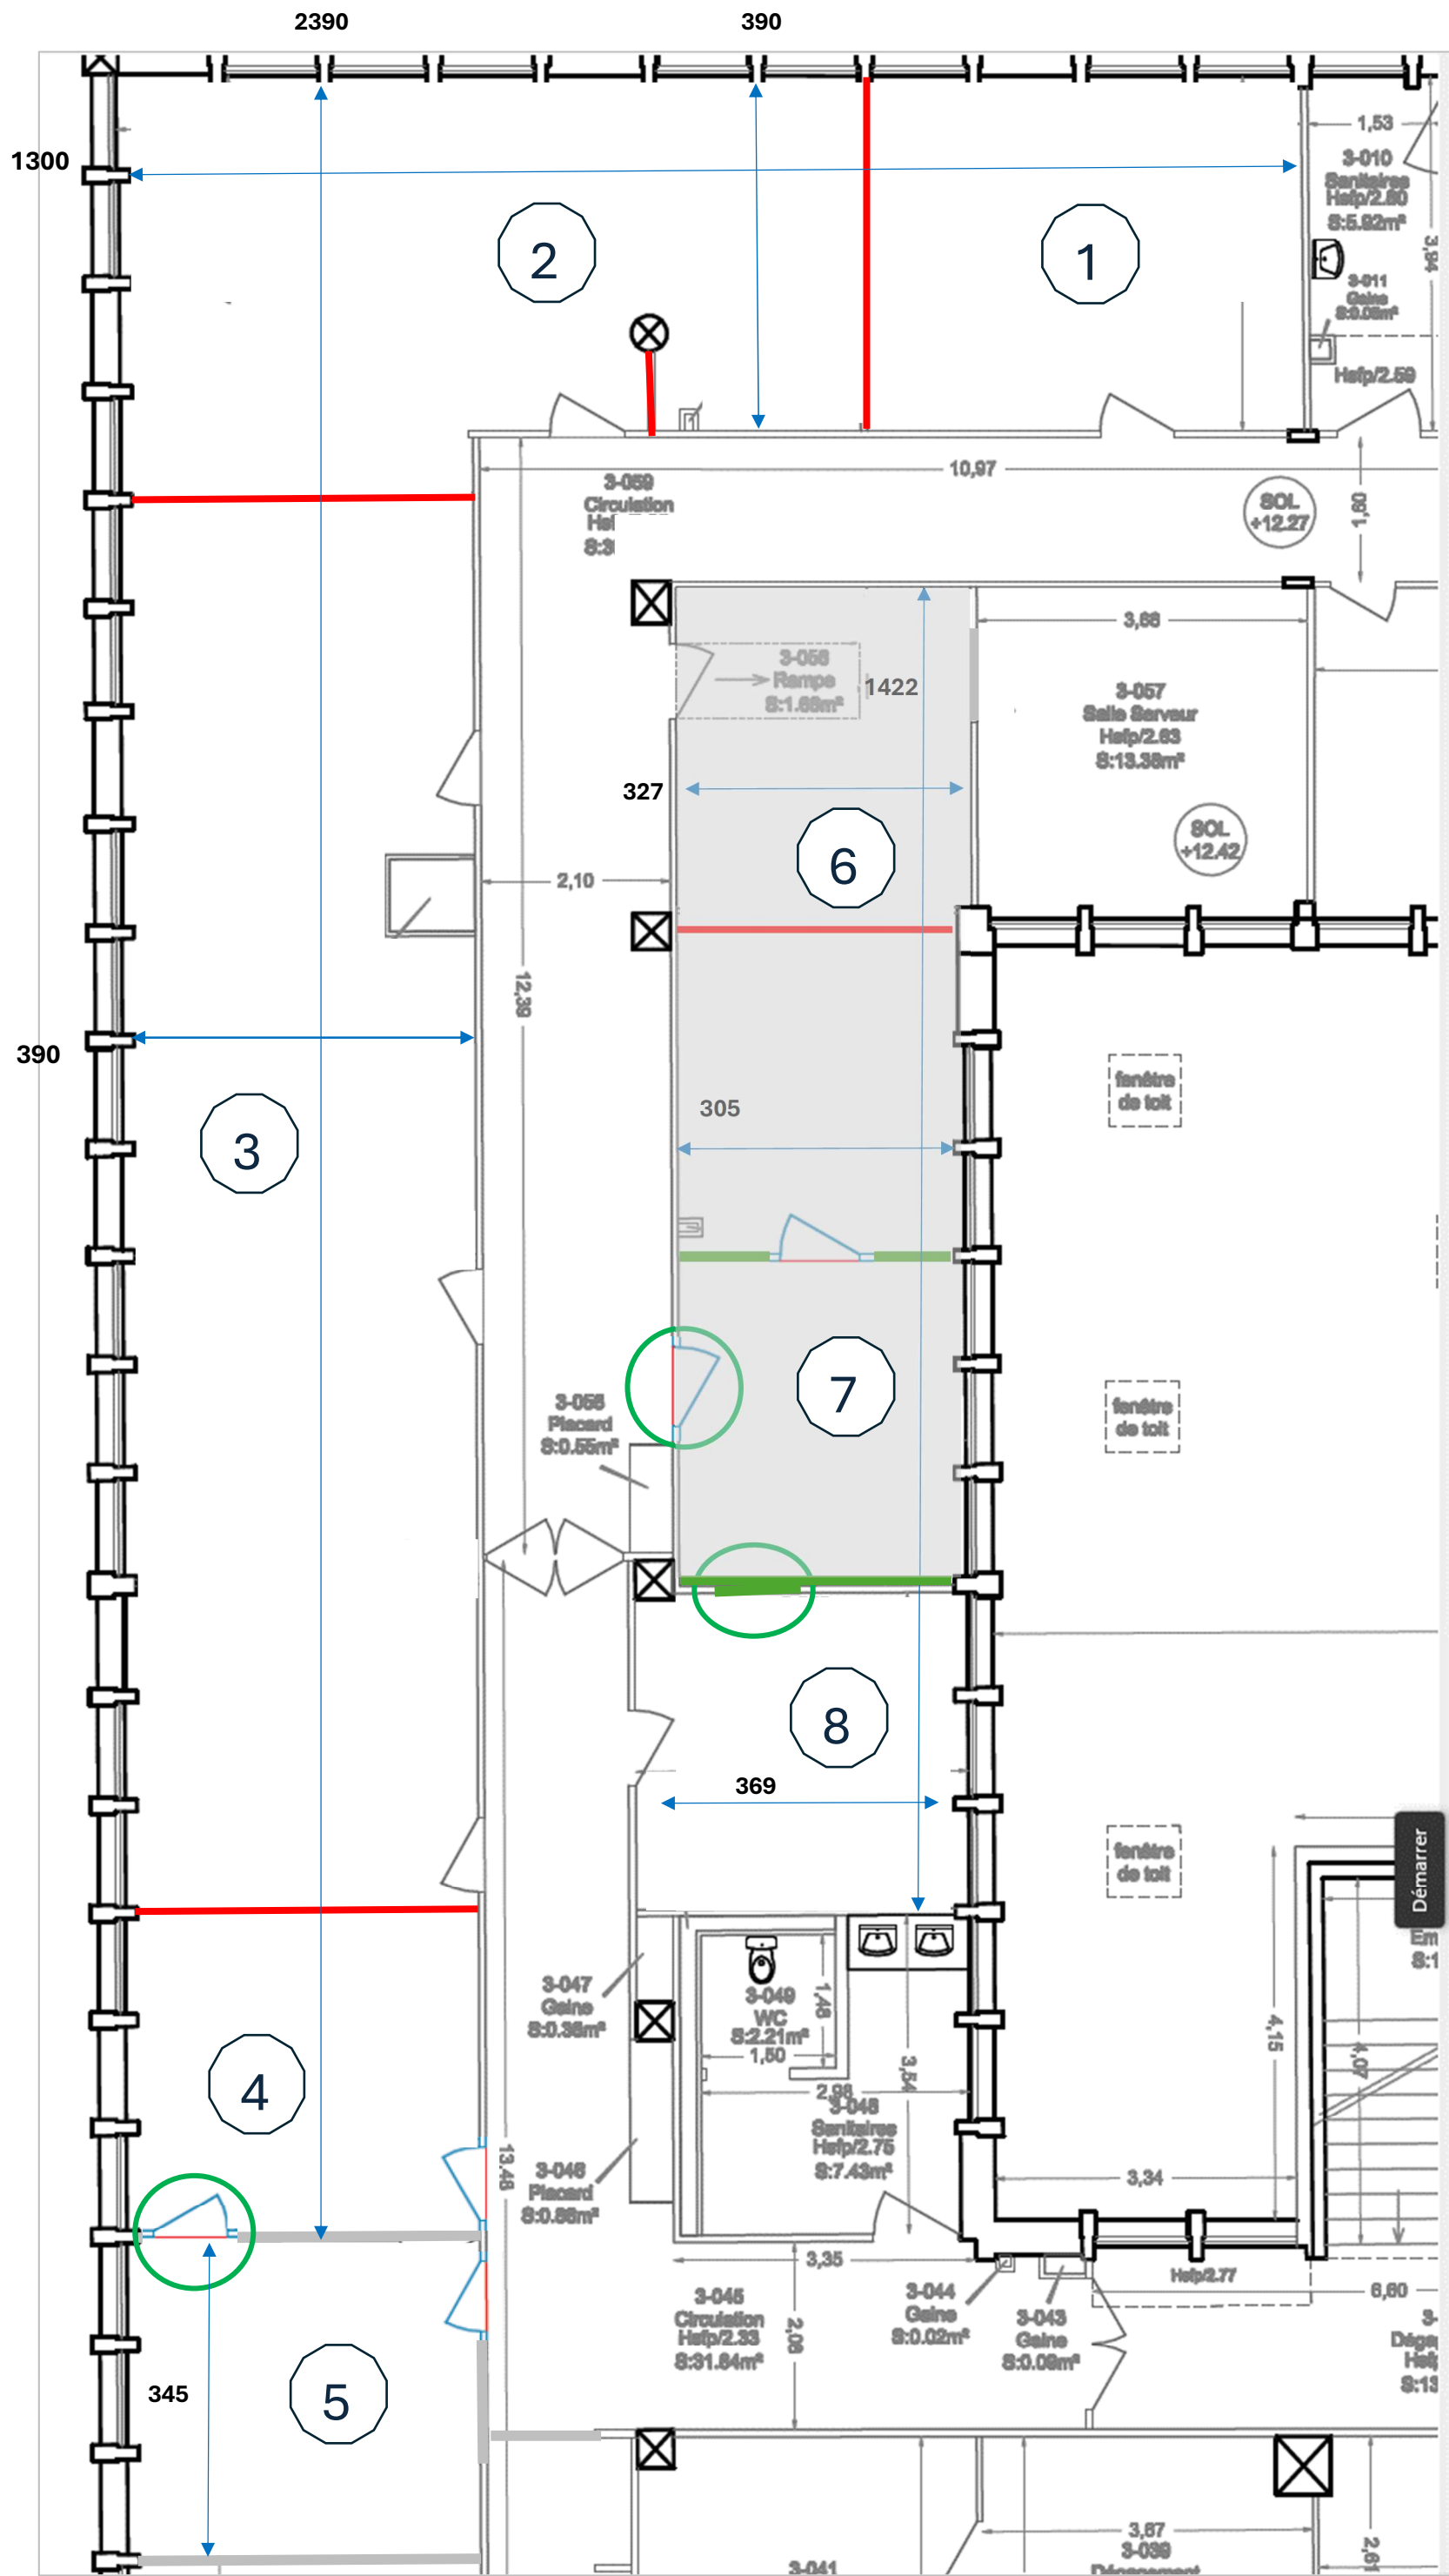 2390
390
1300
1,53
3-010
Sanitaires
Hsfp/2.60
S:5.92m²
3,94
2
1
3-011
Gaine
S:0.08m²
Hsfp/2.59
10,97
3-059
Circulation
SOL
+12.27
1,90
3-058
Rampe
S:1.68m²
1422
3,68
3-057
Salle Serveur
Hsfp/2.63
S:13.38m²
327
SOL
+12.42
6
2,10
12,39
390
fenêtre
de toit
305
3
7
3-056
Placard
S:0.55m²
fenêtre
de toit
8
369
fenêtre
de toit
Démarrer
3-047
Gaine
S:0.36m²
3-049
WC
S:2.21m²
1,48
1,50
3,54
2,98
3-048
Sanitaires
Hsfp/2.75
S:7.43m²
4,15
4,07
4
13,48
3-046
Placard
S:0.88m²
3,34
3,35
Hsfp/2.77
6,60
3-045
Circulation
Hsfp/2.33
S:31.64m²
2,08
3-044
Gaine
S:0.02m²
3-043
Gaine
S:0.09m²
345
5
3,67
3-039
Dégagement
3-041
2,61